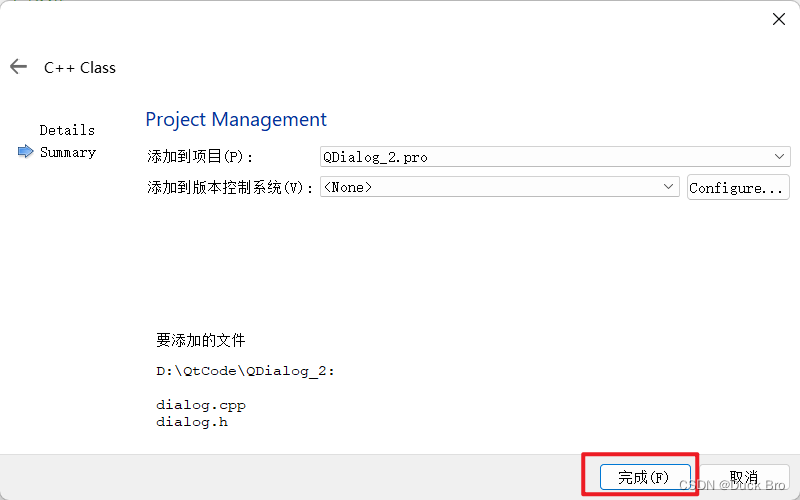 C++ Class
Details
Summary
Project Management
添加到项目(P):
QDialog_2.pro
添加到版本控制系统(V):
<None>
Configure...
要添加的文件
D:\QtCode\QDialog_2:
dialog.cpp
dialog.h
完成(F)
取消
CSDN @Duck Bro